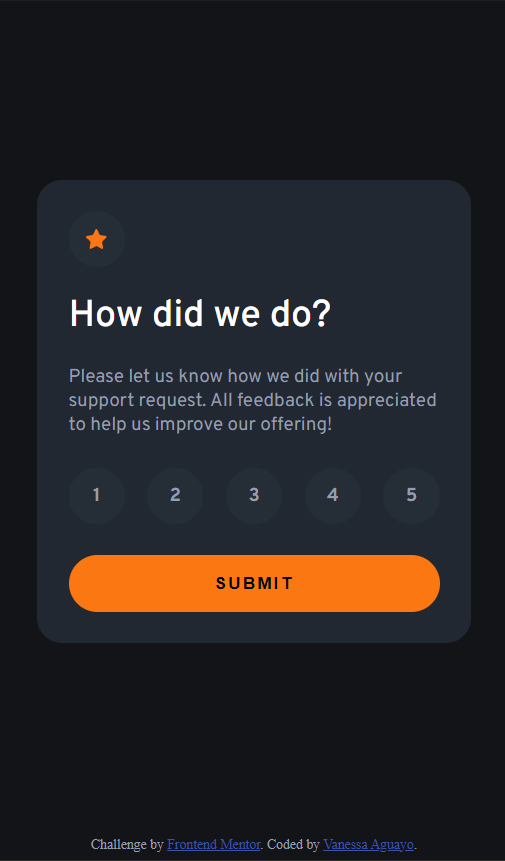 How did we do?
Please let us know how we did with your
support request. All feedback is appreciated
to help us improve our offering!
1 2 3 4 5
SUBMIT
Challenge by Frontend Mentor. Coded by Vanessa Aguayo.